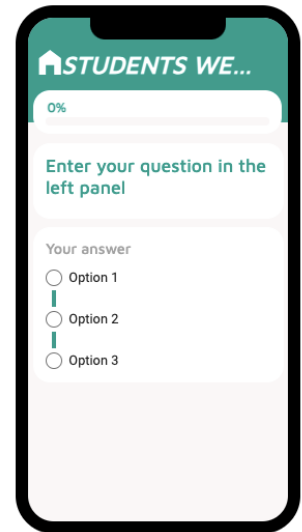 STUDENTS WE...
0%
Enter your question in the
left panel
Your answer
Option 1
Option 2
Option 3